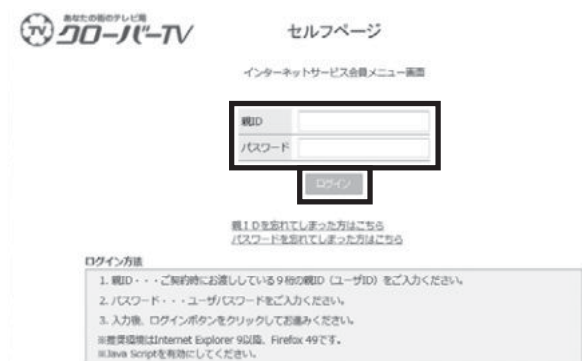 あなたの街のテレビ局
クローバーTV
セルフページ
インターネットサービス会員メニュー画面
親ID
パスワード
ログイン
親IDを忘れてしまった方はこちら
パスワードを忘れてしまった方はこちら
ログイン方法
1. 親ID・・・ご契約時にお渡ししている9桁の親ID（ユーザID）をご入力ください。
2. パスワード・・・ユーザパスワードをご入力ください。
3. 入力後、ログインボタンをクリックしてお進みください。
※推奨環境はInternet Explorer 9以降、Firefox 49です。
※Java Scriptを有効にしてください。